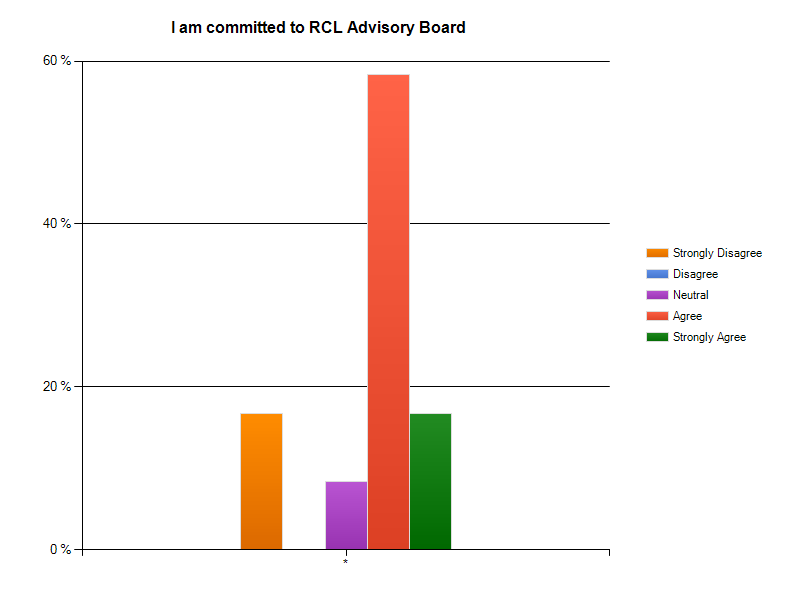 I am committed to RCL Advisory Board
60 %
40 %
20 %
0 %
*
Strongly Disagree
Disagree
Neutral
Agree
Strongly Agree